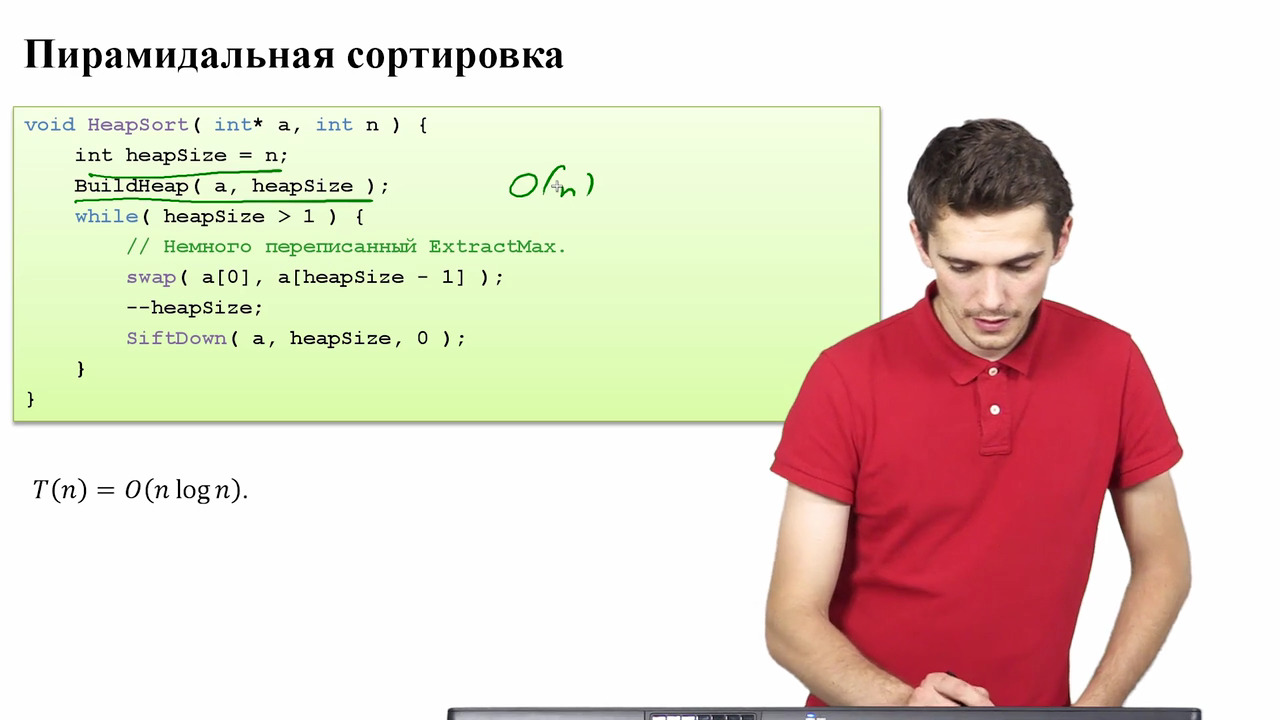 Пирамидальная сортировка
void HeapSort( int* a, int n ) {
int heapSize = n;
BuildHeap( a, heapSize );
O(n)
while( heapSize > 1 ) {
// Немного переписанный ExtractMax.
swap( a[0], a[heapSize - 1] );
--heapSize;
SiftDown( a, heapSize, 0 );
}
}
T(n) = O(n log n).